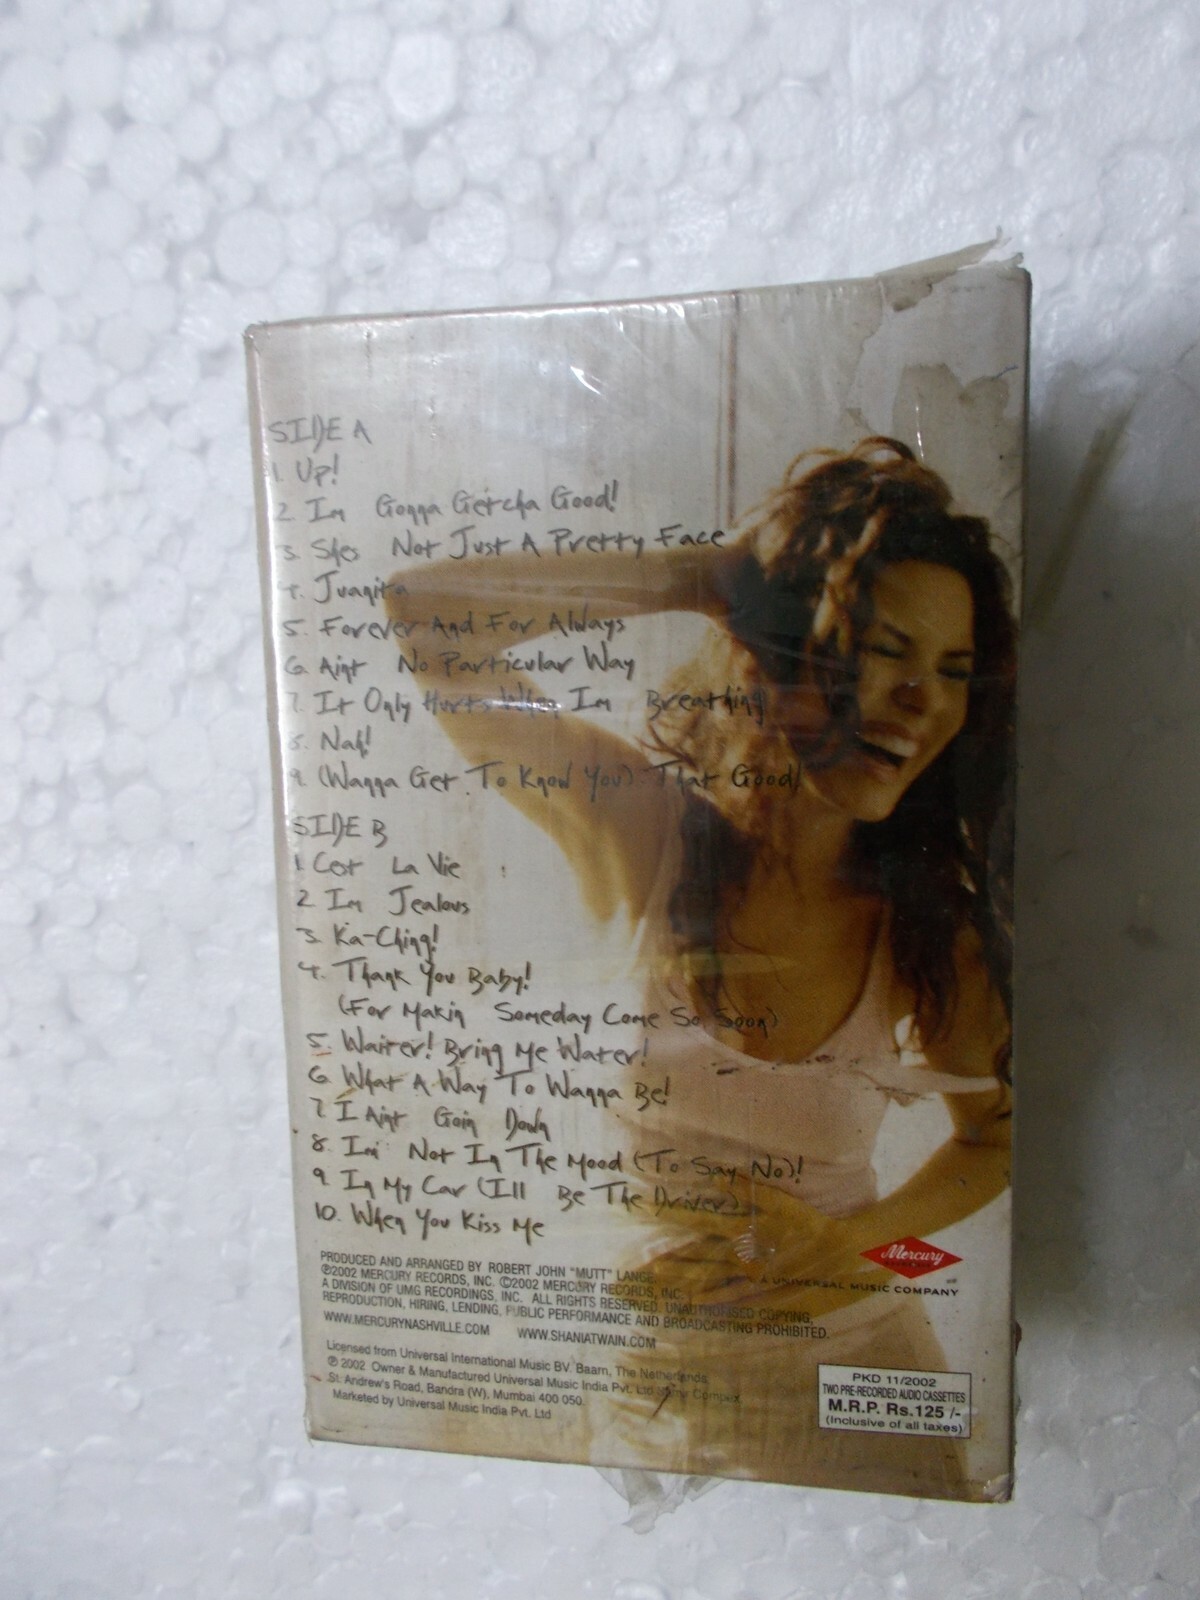 SIDE A
1. Up!
2. Im Gonna Getcha Good!
3. Shes Not Just A Pretty Face
4. Juanita
5. Forever And For Always
6. Aint No Particular Way
7. It Only Hurts When Im Breathing
8. Nah!
9. (Wanna Get To Know You) That Good!
SIDE B
1. Cest La Vie
2. Im Jealous
3. Ka-Ching!
4. Thank You Baby!
(For Makin Someday Come So Soon)
5. Waiter! Bring Me Water!
6. What A Way To Wanna Be!
7. I Aint Goin Down
8. Im Not In The Mood (To Say No)!
9. In My Car (Ill Be The Driver)
10. When You Kiss Me
PRODUCED AND ARRANGED BY ROBERT JOHN "MUTT" LANGE.
℗2002 MERCURY RECORDS, INC. ©2002 MERCURY RECORDS, INC.
A DIVISION OF UMG RECORDINGS, INC. ALL RIGHTS RESERVED. UNAUTHORISED COPYING,
REPRODUCTION, HIRING, LENDING, PUBLIC PERFORMANCE AND BROADCASTING PROHIBITED.
WWW.MERCURYNASHVILLE.COM WWW.SHANIATWAIN.COM
Licensed from Universal International Music BV. Baarn, The Netherlands
℗ 2002 Owner & Manufactured Universal Music India Pvt. Ltd
St. Andrew's Road, Bandra (W), Mumbai 400 050.
Marketed by Universal Music India Pvt. Ltd
Mercury
A UNIVERSAL MUSIC COMPANY
PKD 11/2002
TWO PRE-RECORDED AUDIO CASSETTES
M.R.P. Rs.125 /-
(Inclusive of all taxes)